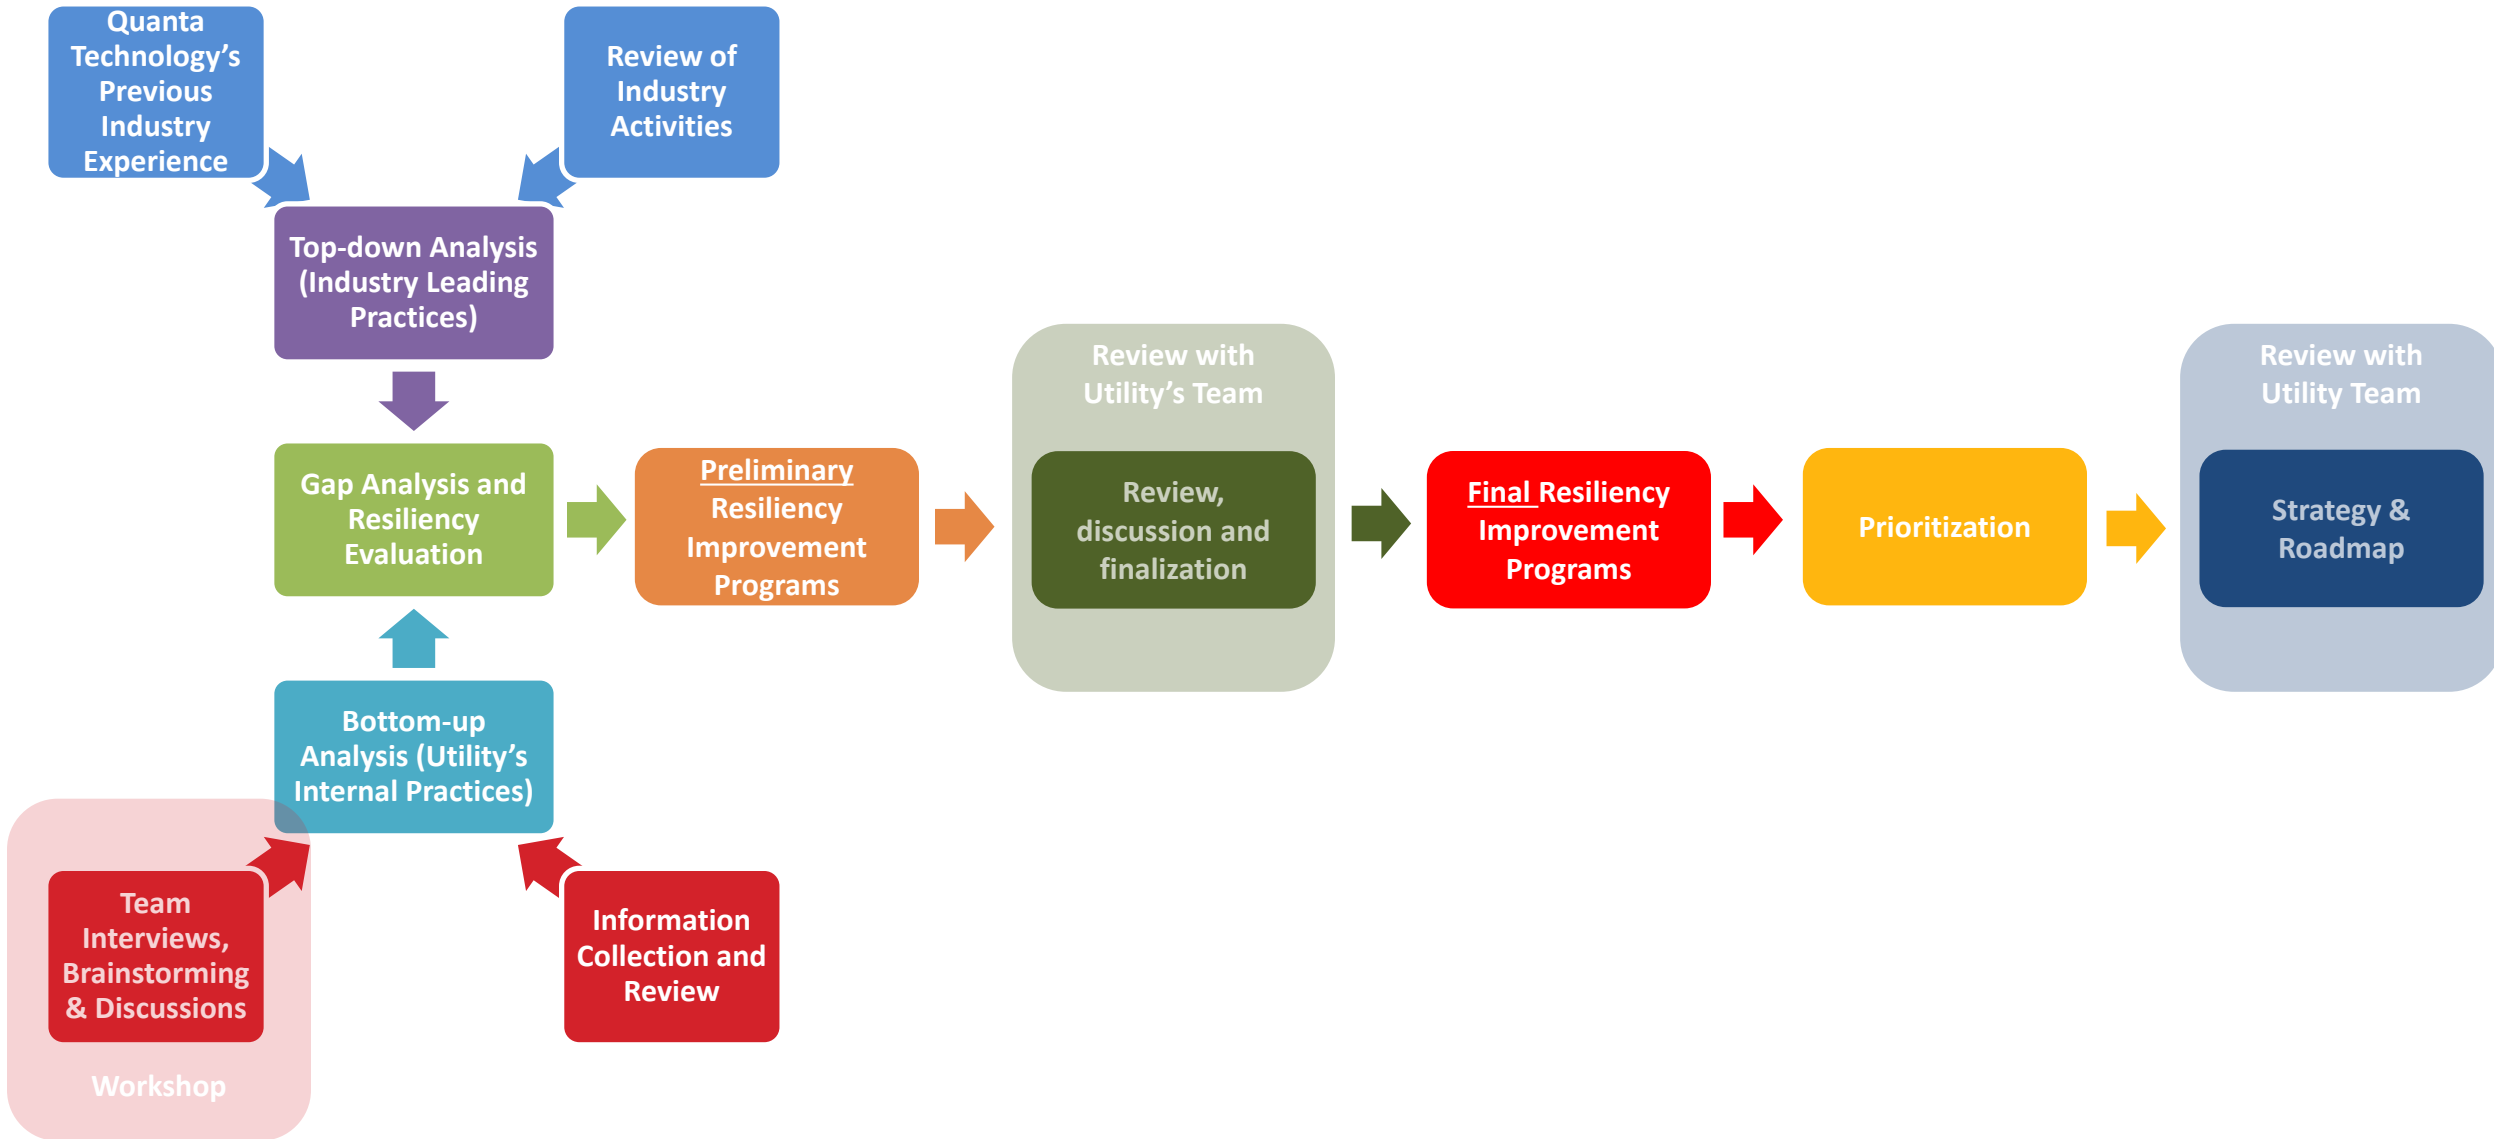 Quanta
Technology’s
Previous
Industry
Experience
Review of
Industry
Activities
Top-down Analysis
(Industry Leading
Practices)
Gap Analysis and
Resiliency
Evaluation
Preliminary
Resiliency
Improvement
Programs
Review with
Utility’s Team
Review,
discussion and
finalization
Final Resiliency
Improvement
Programs
Prioritization
Review with
Utility Team
Strategy &
Roadmap
Bottom-up
Analysis (Utility’s
Internal Practices)
Team
Interviews,
Brainstorming
& Discussions
Workshop
Information
Collection and
Review